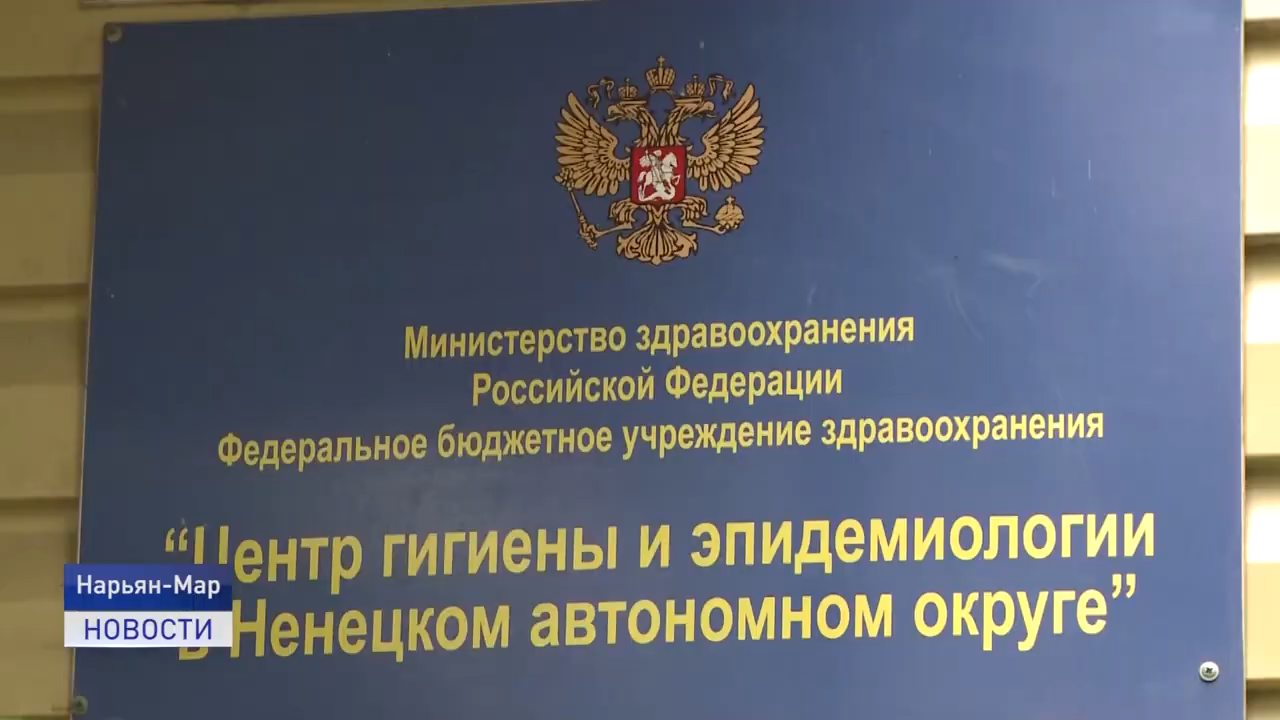 Министерство здравоохранения
Российской Федерации
Федеральное бюджетное учреждение здравоохранения
“Центр гигиены и эпидемиологии
в Ненецком автономном округе”
Нарьян-Мар
НОВОСТИ